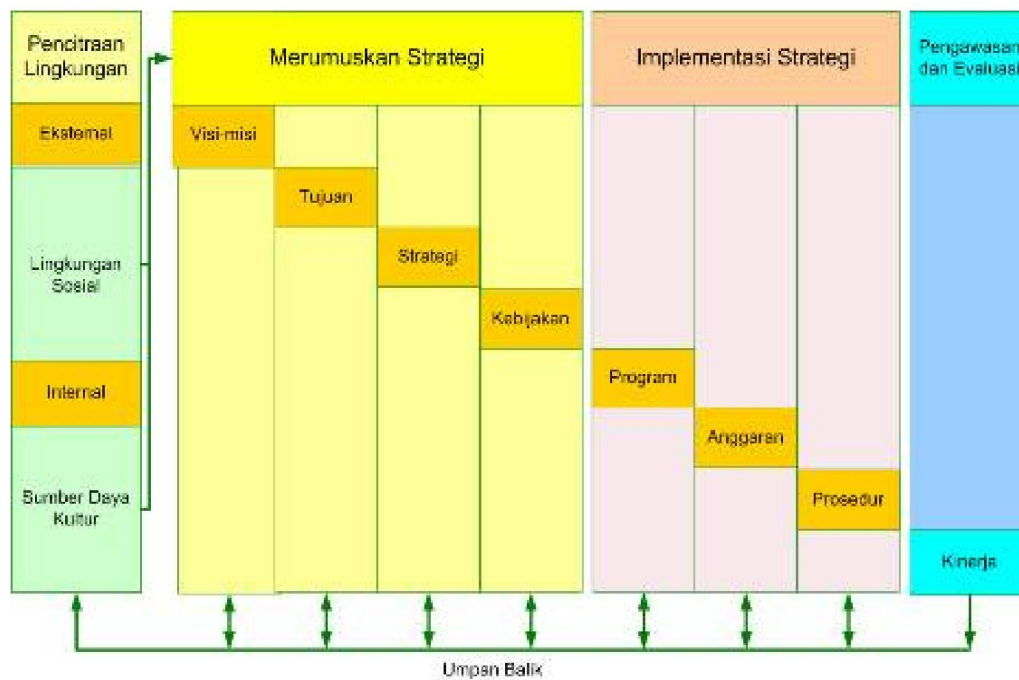 Pencitraan
Lingkungan
Merumuskan Strategi
Implementasi Strategi
Pengawasan
dan Evaluasi
Eksternal
Visi-misi
Tujuan
Strategi
Lingkungan
Sosial
Kebijakan
Internal
Program
Anggaran
Sumber Daya
Kultur
Prosedur
Kinerja
Umpan Balik